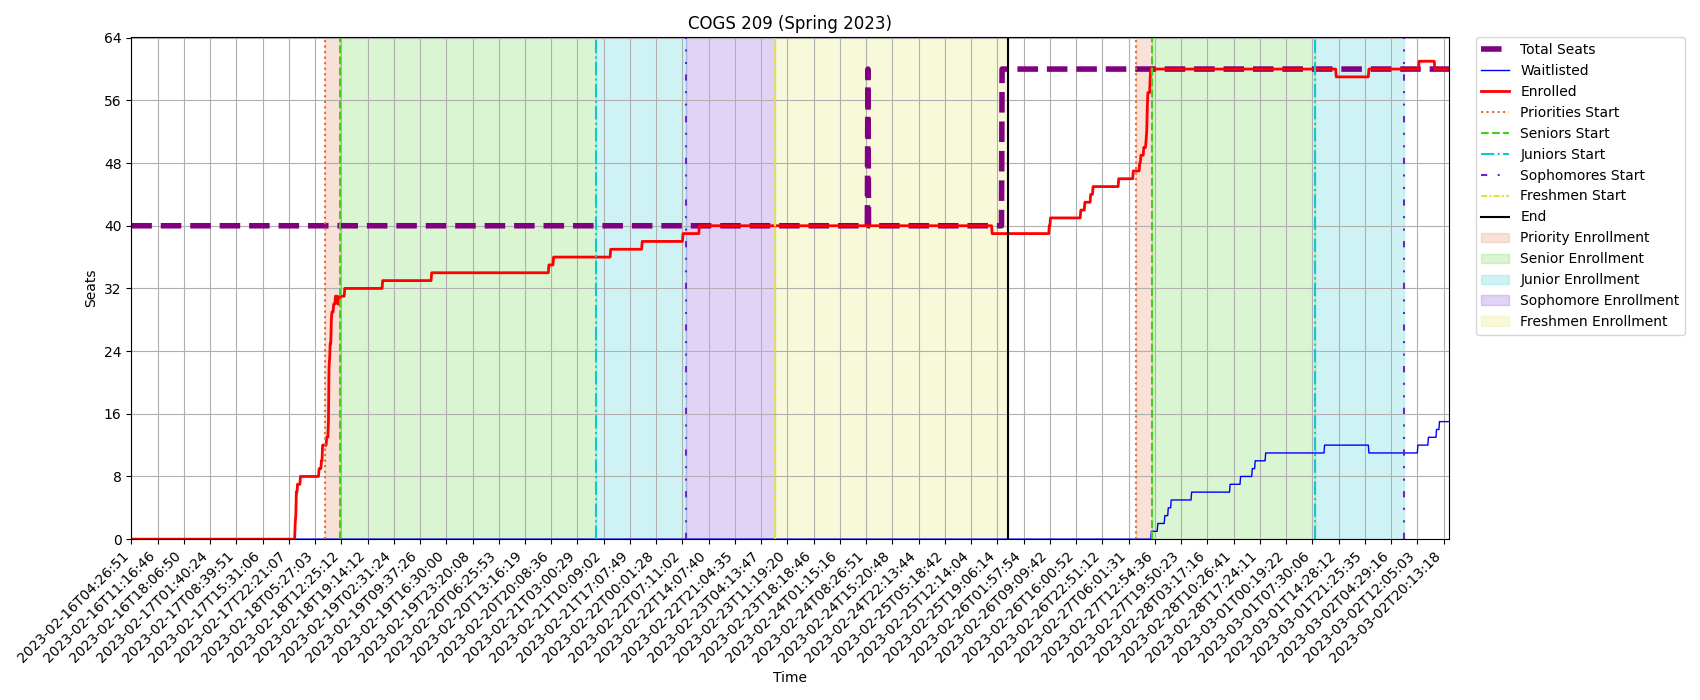 COGS 209 (Spring 2023)
Seats
64
56
48
40
32
24
16
8
0
2023-02-16T04:26:51
2023-02-16T11:16:46
2023-02-16T18:06:50
2023-02-17T01:40:24
2023-02-17T08:39:51
2023-02-17T15:31:06
2023-02-17T22:21:07
2023-02-18T05:27:03
2023-02-18T12:25:12
2023-02-18T19:14:12
2023-02-19T02:31:24
2023-02-19T09:37:26
2023-02-19T16:30:00
2023-02-19T23:20:08
2023-02-20T06:25:53
2023-02-20T13:16:19
2023-02-20T20:08:36
2023-02-21T03:00:29
2023-02-21T10:09:02
2023-02-21T17:07:49
2023-02-22T00:01:28
2023-02-22T07:11:02
2023-02-22T14:07:40
2023-02-22T21:04:35
2023-02-23T04:13:47
2023-02-23T11:19:20
2023-02-23T18:18:46
2023-02-24T01:15:16
2023-02-24T08:26:51
2023-02-24T15:20:48
2023-02-24T22:13:44
2023-02-25T05:18:42
2023-02-25T12:14:04
2023-02-25T19:06:14
2023-02-26T01:57:54
2023-02-26T09:09:42
2023-02-26T16:00:52
2023-02-26T22:51:12
2023-02-27T06:01:31
2023-02-27T12:54:36
2023-02-27T19:50:23
2023-02-28T03:17:16
2023-02-28T10:26:41
2023-02-28T17:24:11
2023-03-01T00:19:22
2023-03-01T07:30:06
2023-03-01T14:28:12
2023-03-01T21:25:35
2023-03-02T04:29:16
2023-03-02T12:05:03
2023-03-02T20:13:18
Time
Total Seats
Waitlisted
Enrolled
Priorities Start
Seniors Start
Juniors Start
Sophomores Start
Freshmen Start
End
Priority Enrollment
Senior Enrollment
Junior Enrollment
Sophomore Enrollment
Freshmen Enrollment